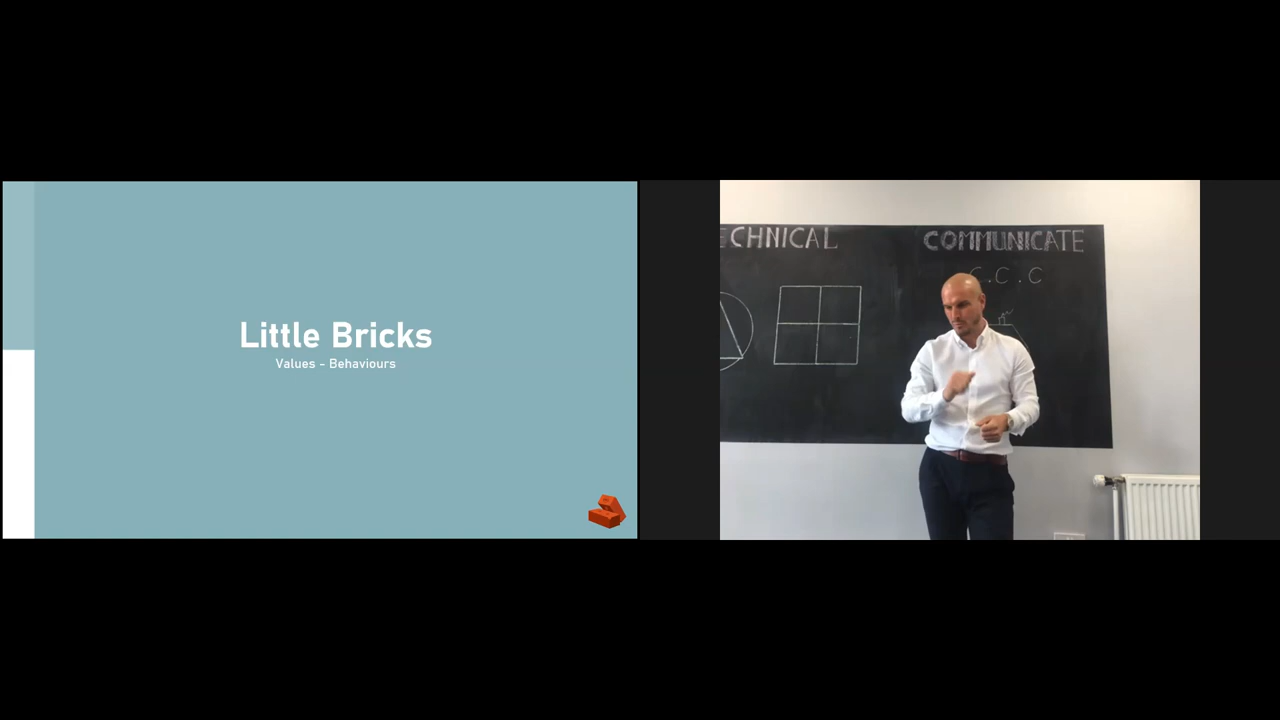 Little Bricks
Values - Behaviours
ECHNICAL
COMMUNICATE
C . C . C